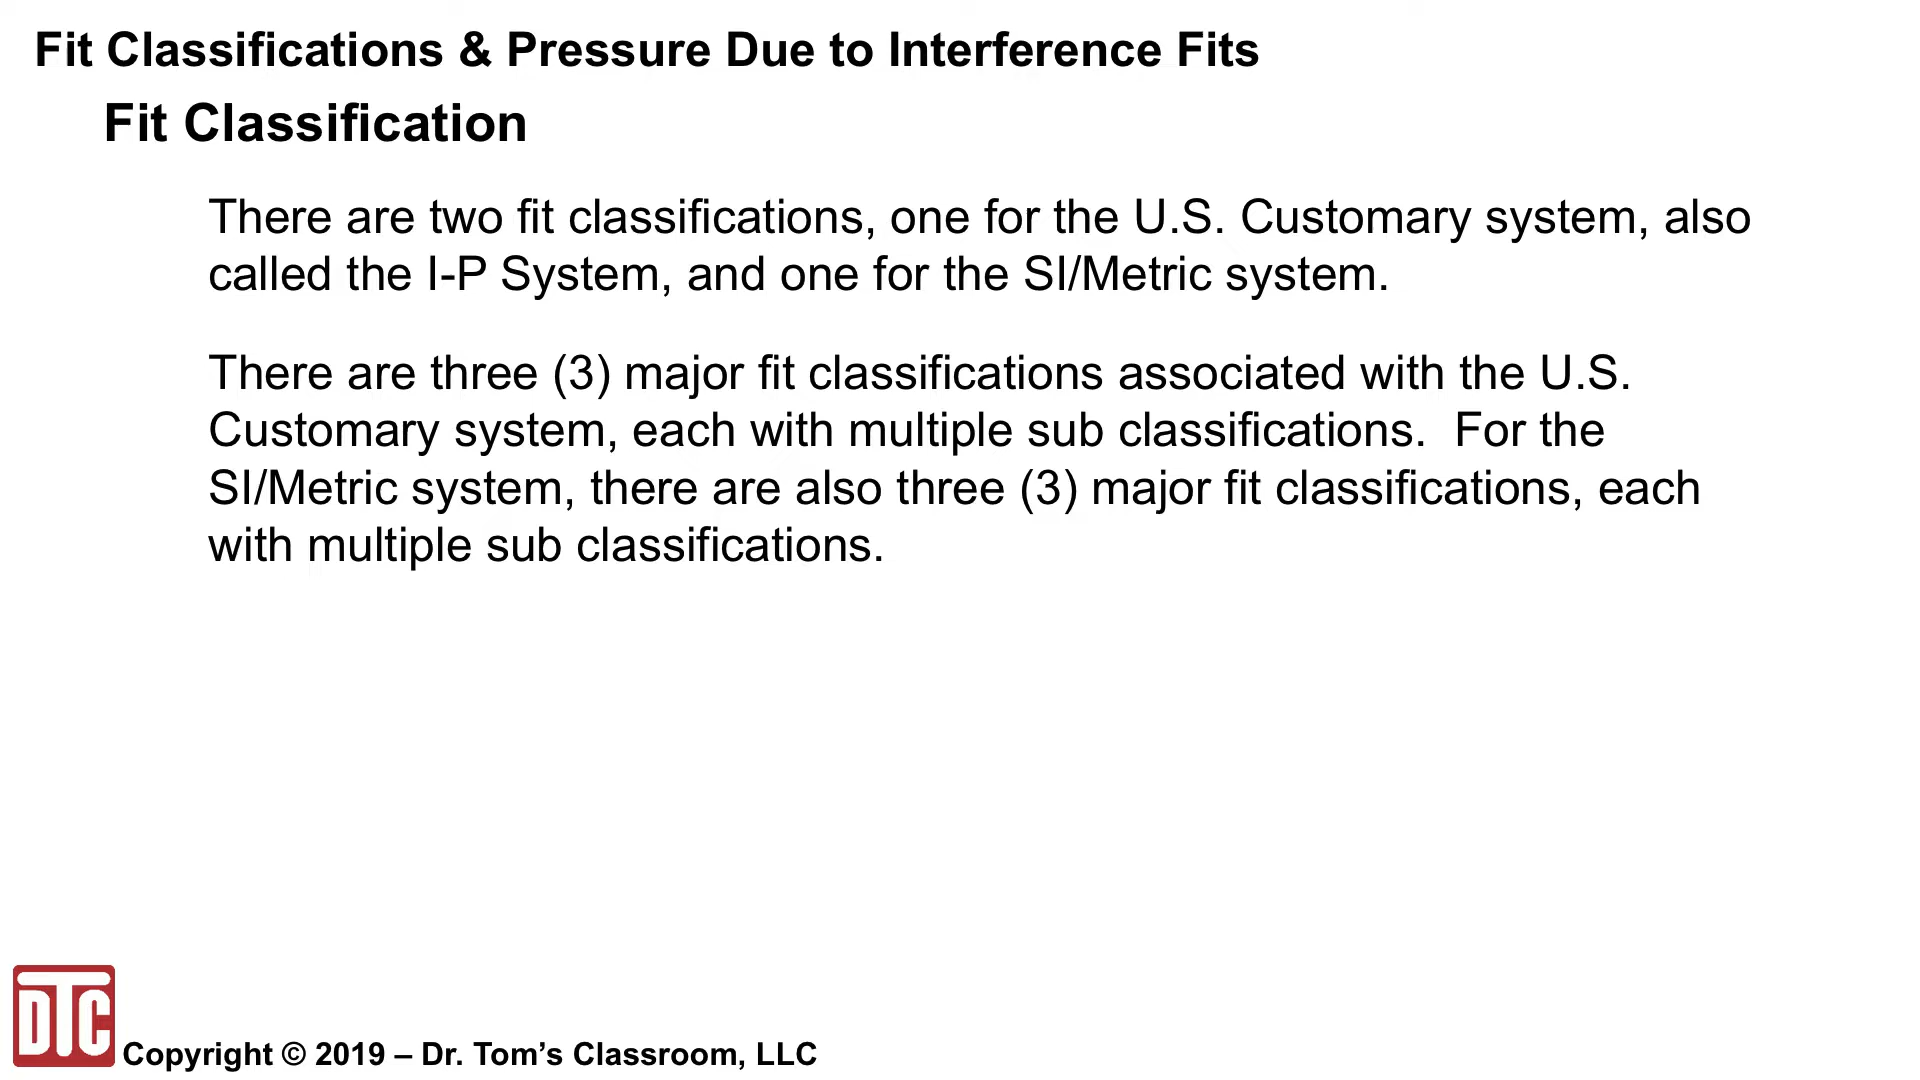 Fit Classifications & Pressure Due to Interference Fits
Fit Classification
There are two fit classifications, one for the U.S. Customary system, also
called the I-P System, and one for the SI/Metric system.
There are three (3) major fit classifications associated with the U.S.
Customary system, each with multiple sub classifications.  For the
SI/Metric system, there are also three (3) major fit classifications, each
with multiple sub classifications.
DTC
Copyright © 2019 – Dr. Tom’s Classroom, LLC